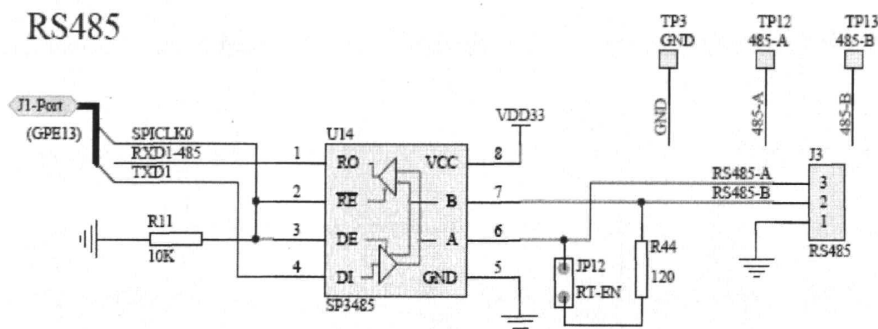 RS485
TP3
GND
TP12
485-A
TP13
485-B
J1-Port
(GPE13)
SPICLK0
RXD1-485
TXD1
U14
VDD33
GND
485-A
485-B
J3
1
RO
VCC
8
2
RE
B
7
3
DE
A
6
4
DI
GND
5
SP3485
R11
10K
RS485-A
RS485-B
3
2
1
RS485
JP12
RT-EN
R44
120